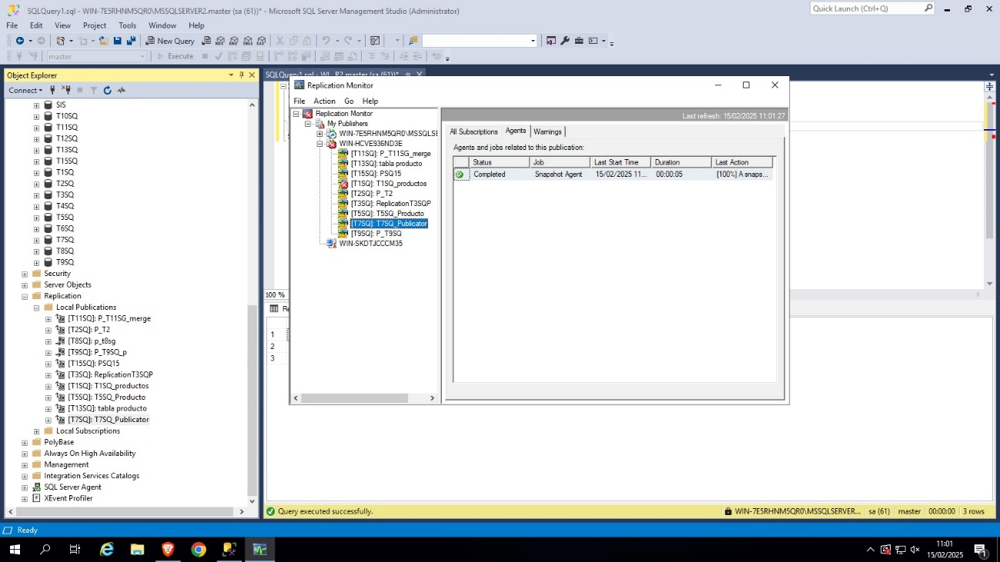 SQLQuery1.sql - WIN-7E5RHNM5QR0\MSSQLSERVER2.master (sa (61))* - Microsoft SQL Server Management Studio (Administrator)
Quick Launch (Ctrl+Q)
File Edit View Project Tools Window Help
New Query
master
Execute
Object Explorer
Connect
SIS
T10SQ
T11SQ
T12SQ
T13SQ
T15SQ
T1SQ
T2SQ
T3SQ
T4SQ
T5SQ
T6SQ
T7SQ
T8SQ
T9SQ
Security
Server Objects
Replication
Local Publications
[T11SQ]: P_T11SG_merge
[T2SQ]: P_T2
[T8SQ]: p_t8sg
[T9SQ]: P_T9SQ_p
[T15SQ]: PSQ15
[T3SQ]: ReplicationT3SQP
[T1SQ]: T1SQ_productos
[T5SQ]: T5SQ_Producto
[T13SQ]: tabla producto
[T7SQ]: T7SQ_Publicator
Local Subscriptions
PolyBase
Always On High Availability
Management
Integration Services Catalogs
SQL Server Agent
XEvent Profiler
SQLQuery1.sql - WI...R2.master (sa (61))*
100 %
Re
1
2
3
Replication Monitor
File Action Go Help
Replication Monitor
My Publishers
WIN-7E5RHNM5QR0\MSSQLSE
WIN-HCVE936ND3E
[T11SQ]: P_T11SG_merge
[T13SQ]: tabla producto
[T15SQ]: PSQ15
[T1SQ]: T1SQ_productos
[T2SQ]: P_T2
[T3SQ]: ReplicationT3SQP
[T5SQ]: T5SQ_Producto
[T7SQ]: T7SQ_Publicator
[T9SQ]: P_T9SQ
WIN-SKDTJCCCM35
Last refresh: 15/02/2025 11:01:27
All Subscriptions Agents Warnings
Agents and jobs related to this publication:
Status Job Last Start Time Duration Last Action
Completed Snapshot Agent 15/02/2025 11... 00:00:05 [100%] A snaps...
Query executed successfully.
WIN-7E5RHNM5QR0\MSSQLSERVER... sa (61) master 00:00:00 3 rows
Ready
11:01
15/02/2025
1